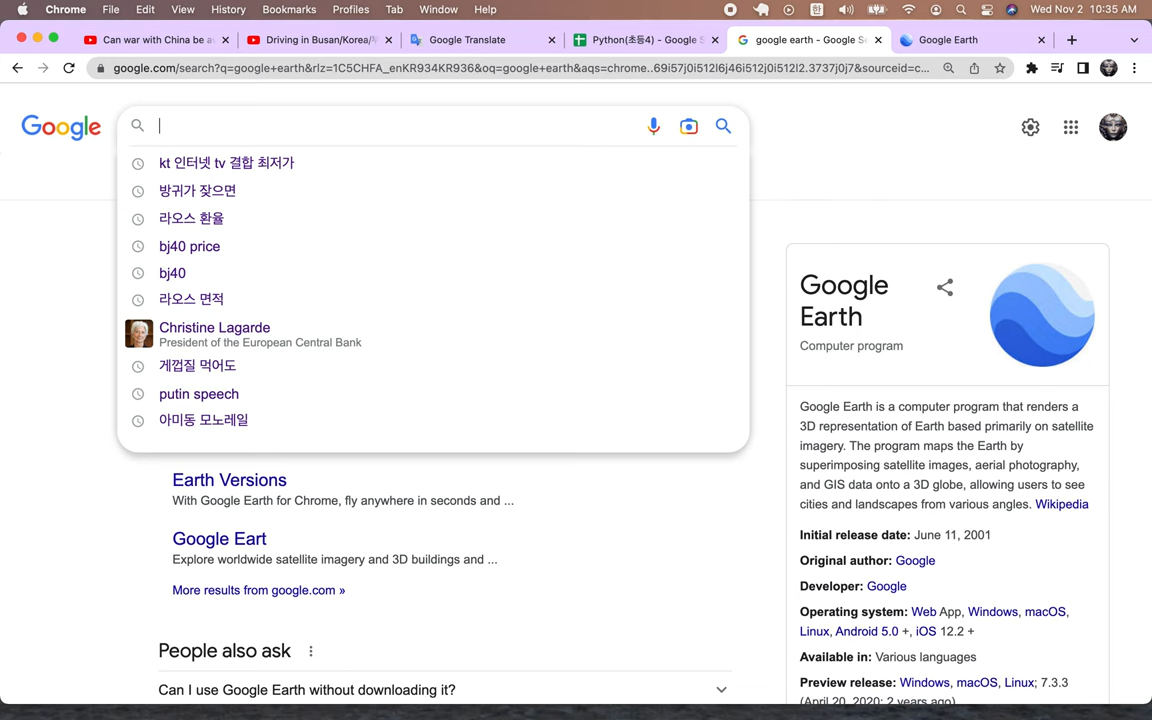 Chrome File Edit View History Bookmarks Profiles Tab Window Help 한 Wed Nov 2 10:35 AM
Can war with China be a Driving in Busan/Korea/ Google Translate Python(초등4) - Google S google earth - Google Se Google Earth
google.com/search?q=google+earth&rlz=1C5CHFA_enKR934KR936&oq=google+earth&aqs=chrome..69i57j0i512l6j46i512j0i512l2.3737j0j7&sourceid=c...
Google
kt 인터넷 tv 결합 최저가
방귀가 잦으면
라오스 환율
bj40 price
bj40
라오스 면적
Christine Lagarde
President of the European Central Bank
게껍질 먹어도
putin speech
아미동 모노레일
Earth Versions
With Google Earth for Chrome, fly anywhere in seconds and ...
Google Eart
Explore worldwide satellite imagery and 3D buildings and ...
More results from google.com »
People also ask
Can I use Google Earth without downloading it?
Google
Earth
Computer program
Google Earth is a computer program that renders a
3D representation of Earth based primarily on satellite
imagery. The program maps the Earth by
superimposing satellite images, aerial photography,
and GIS data onto a 3D globe, allowing users to see
cities and landscapes from various angles. Wikipedia
Initial release date: June 11, 2001
Original author: Google
Developer: Google
Operating system: Web App, Windows, macOS,
Linux, Android 5.0 +, iOS 12.2 +
Available in: Various languages
Preview release: Windows, macOS, Linux; 7.3.3
(April 20, 2020; 2 years ago)